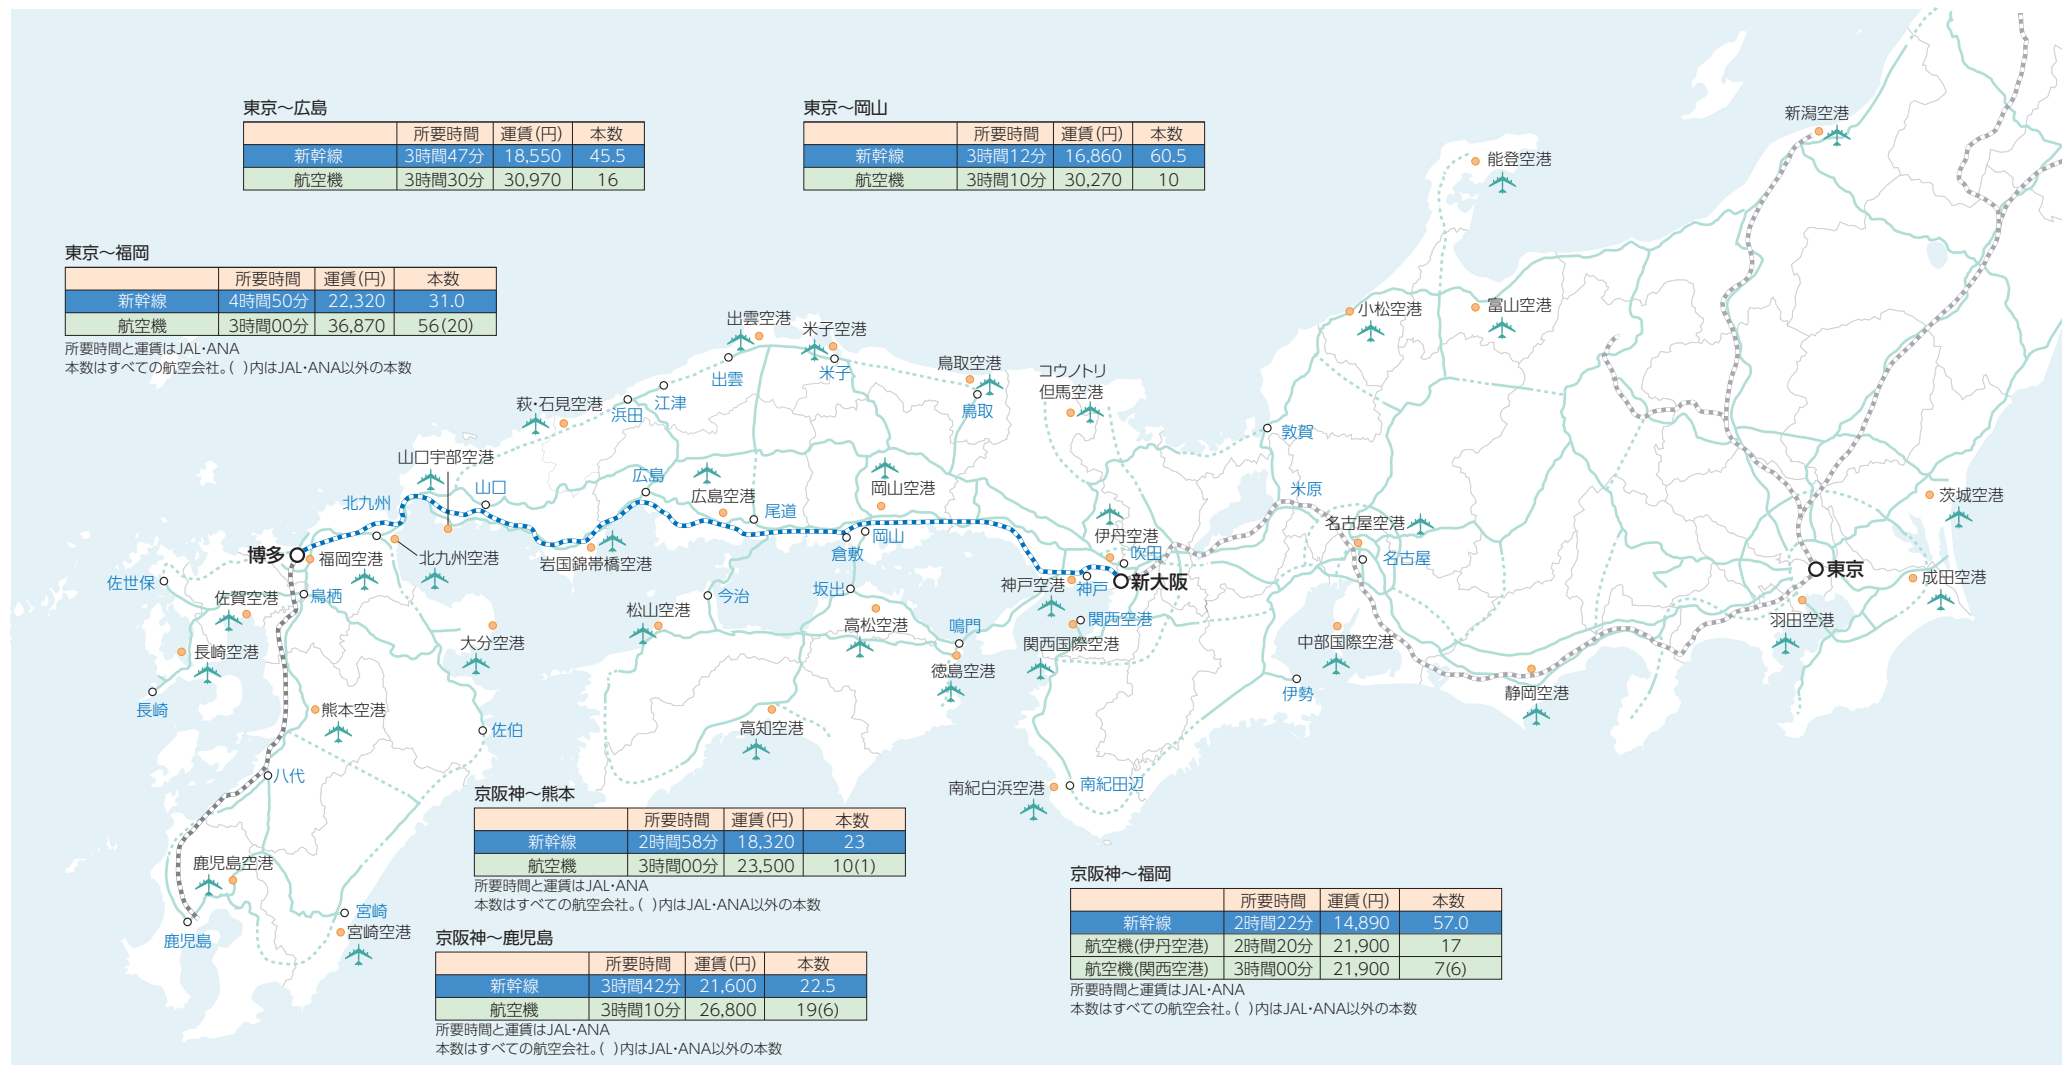 東京～広島
所要時間 運賃(円) 本数
新幹線 3時間47分 18,550 45.5
航空機 3時間30分 30,970 16
東京～岡山
所要時間 運賃(円) 本数
新幹線 3時間12分 16,860 60.5
航空機 3時間10分 30,270 10
東京～福岡
所要時間 運賃(円) 本数
新幹線 4時間50分 22,320 31.0
航空機 3時間00分 36,870 56(20)
所要時間と運賃はJAL・ANA
本数はすべての航空会社。( )内はJAL・ANA以外の本数
新潟空港
能登空港
小松空港
富山空港
出雲空港
米子空港
鳥取空港
コウノトリ
但馬空港
出雲
米子
鳥取
江津
浜田
萩・石見空港
敦賀
山口宇部空港
北九州
山口
広島
広島空港
尾道
岡山空港
米原
茨城空港
名古屋空港
博多
福岡空港
北九州空港
岩国錦帯橋空港
倉敷
岡山
伊丹空港
吹田
名古屋
東京
成田空港
佐世保
佐賀空港
鳥栖
松山空港
今治
坂出
高松空港
鳴門
神戸空港
神戸
新大阪
関西空港
関西国際空港
羽田空港
中部国際空港
長崎空港
大分空港
徳島空港
伊勢
静岡空港
長崎
熊本空港
佐伯
高知空港
八代
南紀白浜空港
南紀田辺
京阪神～熊本
所要時間 運賃(円) 本数
新幹線 2時間58分 18,320 23
航空機 3時間00分 23,500 10(1)
所要時間と運賃はJAL・ANA
本数はすべての航空会社。( )内はJAL・ANA以外の本数
鹿児島空港
宮崎
宮崎空港
鹿児島
京阪神～鹿児島
所要時間 運賃(円) 本数
新幹線 3時間42分 21,600 22.5
航空機 3時間10分 26,800 19(6)
所要時間と運賃はJAL・ANA
本数はすべての航空会社。( )内はJAL・ANA以外の本数
京阪神～福岡
所要時間 運賃(円) 本数
新幹線 2時間22分 14,890 57.0
航空機(伊丹空港) 2時間20分 21,900 17
航空機(関西空港) 3時間00分 21,900 7(6)
所要時間と運賃はJAL・ANA
本数はすべての航空会社。( )内はJAL・ANA以外の本数